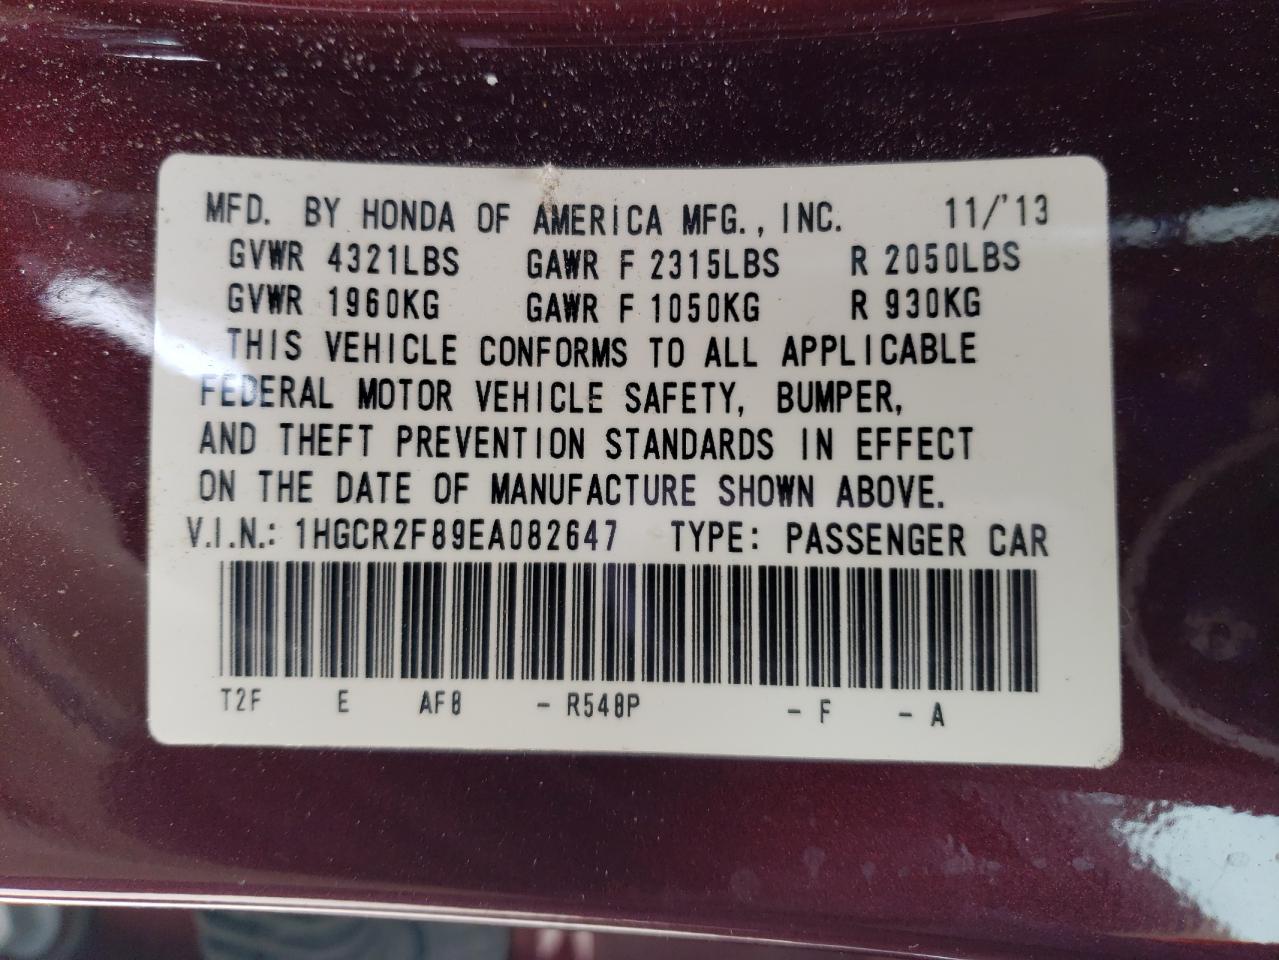 MFD. BY HONDA OF AMERICA MFG., INC. 11/'13
GVWR 4321LBS GAWR F 2315LBS R 2050LBS
GVWR 1960KG GAWR F 1050KG R 930KG
THIS VEHICLE CONFORMS TO ALL APPLICABLE
FEDERAL MOTOR VEHICLE SAFETY, BUMPER,
AND THEFT PREVENTION STANDARDS IN EFFECT
ON THE DATE OF MANUFACTURE SHOWN ABOVE.
V.I.N.: 1HGCR2F89EA082647 TYPE: PASSENGER CAR
T2F E AF8 - R548P - F - A